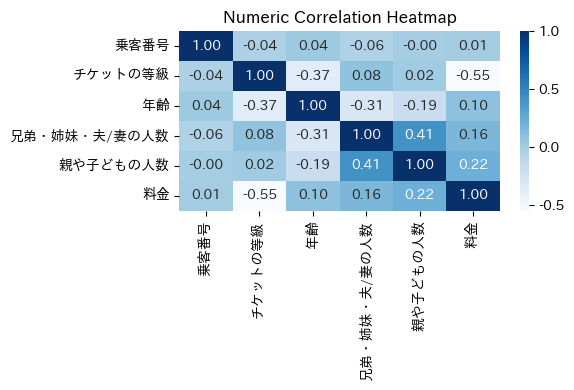 Numeric Correlation Heatmap
乗客番号 1.00 -0.04 0.04 -0.06 -0.00 0.01
チケットの等級 -0.04 1.00 -0.37 0.08 0.02 -0.55
年齢 0.04 -0.37 1.00 -0.31 -0.19 0.10
兄弟・姉妹・夫/妻の人数 -0.06 0.08 -0.31 1.00 0.41 0.16
親や子どもの人数 -0.00 0.02 -0.19 0.41 1.00 0.22
料金 0.01 -0.55 0.10 0.16 0.22 1.00
乗客番号
チケットの等級
年齢
兄弟・姉妹・夫/妻の人数
親や子どもの人数
料金
1.0
0.5
0.0
-0.5